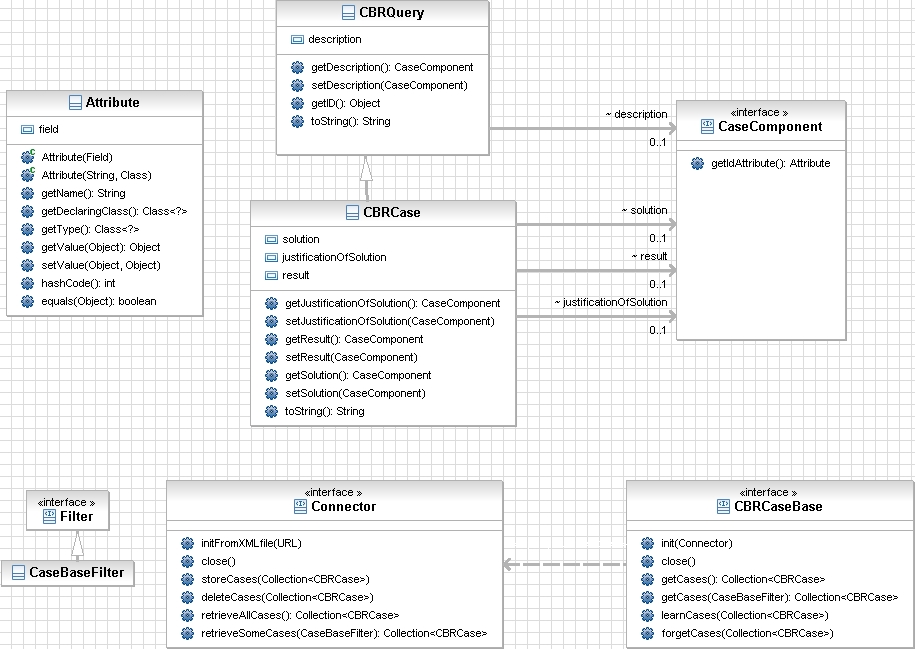 CBRQuery
description
getDescription(): CaseComponent
setDescription(CaseComponent)
getID(): Object
toString(): String
Attribute
field
Attribute(Field)
Attribute(String, Class)
getName(): String
getDeclaringClass(): Class<?>
getType(): Class<?>
getValue(Object): Object
setValue(Object, Object)
hashCode(): int
equals(Object): boolean
~ description
0..1
«interface »
CaseComponent
getIdAttribute(): Attribute
CBRCase
solution
justificationOfSolution
result
getJustificationOfSolution(): CaseComponent
setJustificationOfSolution(CaseComponent)
getResult(): CaseComponent
setResult(CaseComponent)
getSolution(): CaseComponent
setSolution(CaseComponent)
toString(): String
~ solution
0..1
~ result
0..1
~ justificationOfSolution
0..1
«interface »
Filter
CaseBaseFilter
«interface »
Connector
initFromXMLfile(URL)
close()
storeCases(Collection<CBRCase>)
deleteCases(Collection<CBRCase>)
retrieveAllCases(): Collection<CBRCase>
retrieveSomeCases(CaseBaseFilter): Collection<CBRCase>
«interface »
CBRCaseBase
init(Connector)
close()
getCases(): Collection<CBRCase>
getCases(CaseBaseFilter): Collection<CBRCase>
learnCases(Collection<CBRCase>)
forgetCases(Collection<CBRCase>)